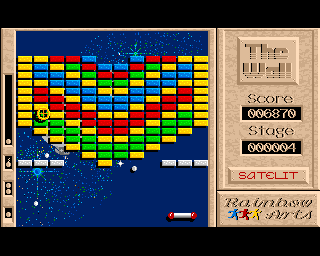 The
Wall
Score
006870
Stage
000004
SATELIT
Rainbow
Arts